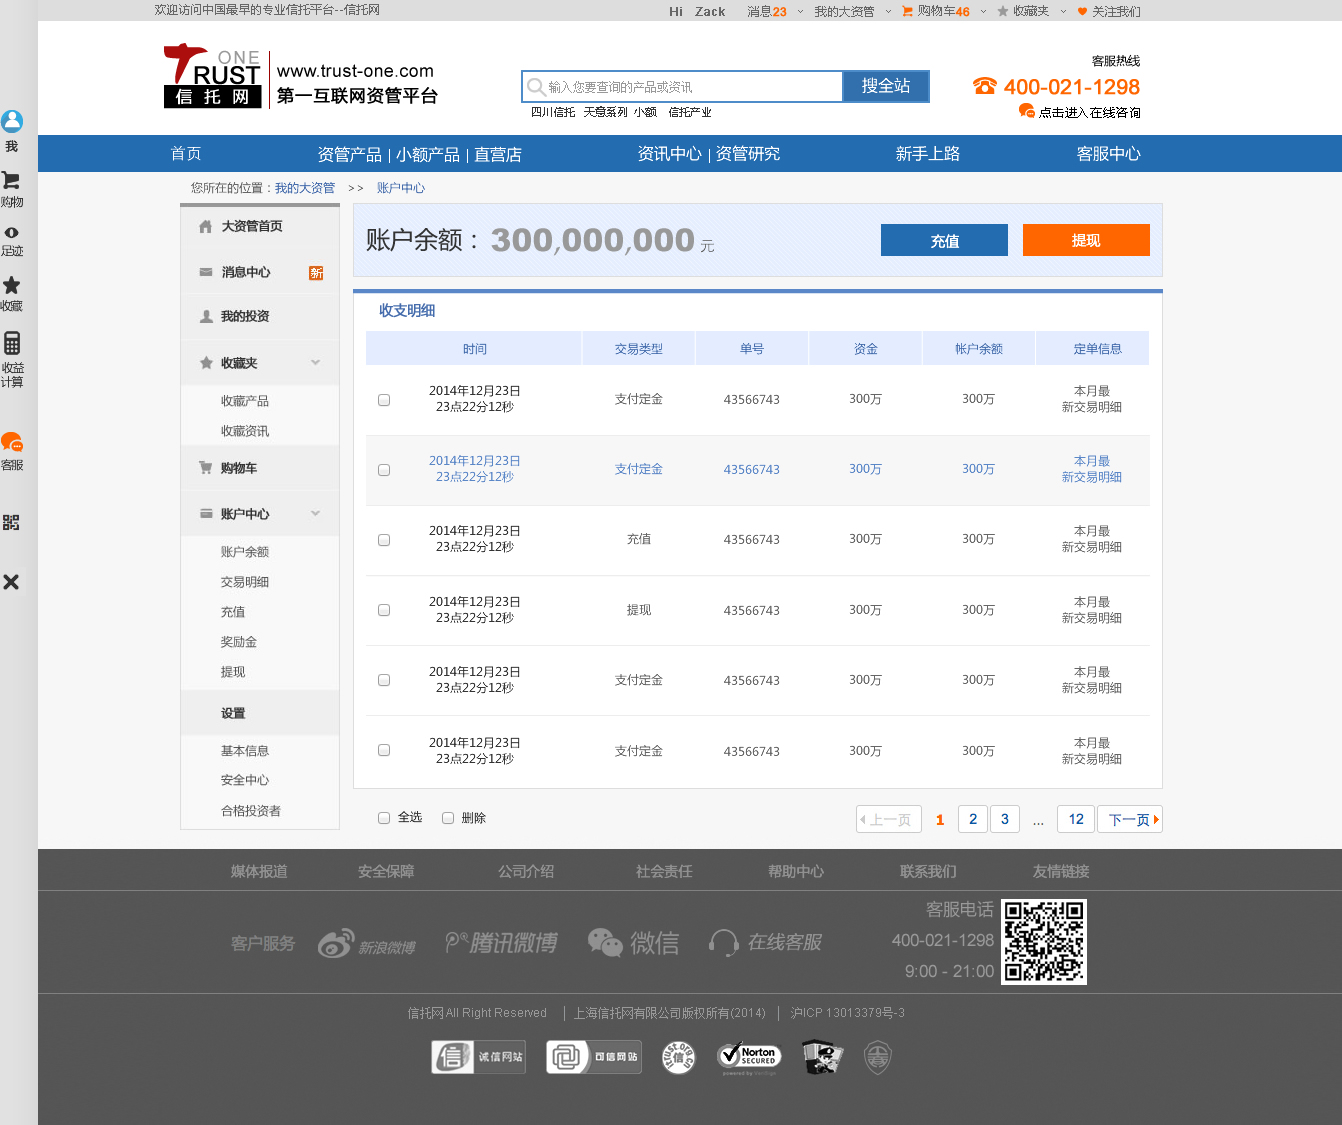 欢迎访问中国最早的专业信托平台--信托网
Hi Zack 消息23 我的大资管 购物车46 收藏夹 关注我们
ONE
TRUST
信托网
www.trust-one.com
第一互联网资管平台
输入您要查询的产品或资讯 搜全站
四川信托 天意系列 小额 信托产业
客服热线
400-021-1298
点击进入在线咨询
首页 资管产品 | 小额产品 | 直营店 资讯中心 | 资管研究 新手上路 客服中心
我
购物
足迹
收藏
收益
计算
客服
您所在的位置：我的大资管 >> 账户中心
大资管首页
消息中心 新
我的投资
收藏夹
收藏产品
收藏资讯
购物车
账户中心
账户余额
交易明细
充值
奖励金
提现
设置
基本信息
安全中心
合格投资者
账户余额： 300,000,000 元 充值 提现
收支明细
时间 交易类型 单号 资金 帐户余额 定单信息
2014年12月23日
23点22分12秒 支付定金 43566743 300万 300万 本月最
新交易明细
2014年12月23日
23点22分12秒 支付定金 43566743 300万 300万 本月最
新交易明细
2014年12月23日
23点22分12秒 充值 43566743 300万 300万 本月最
新交易明细
2014年12月23日
23点22分12秒 提现 43566743 300万 300万 本月最
新交易明细
2014年12月23日
23点22分12秒 支付定金 43566743 300万 300万 本月最
新交易明细
2014年12月23日
23点22分12秒 支付定金 43566743 300万 300万 本月最
新交易明细
全选 删除 上一页 1 2 3 ... 12 下一页
媒体报道 安全保障 公司介绍 社会责任 帮助中心 联系我们 友情链接
客户服务 新浪微博 腾讯微博 微信 在线客服
客服电话
400-021-1298
9:00 - 21:00
信托网 All Right Reserved | 上海信托网有限公司版权所有(2014) | 沪ICP 13013379号-3
信 诚信网站 可信网站 trust.org.cn 信 Norton
SECURED